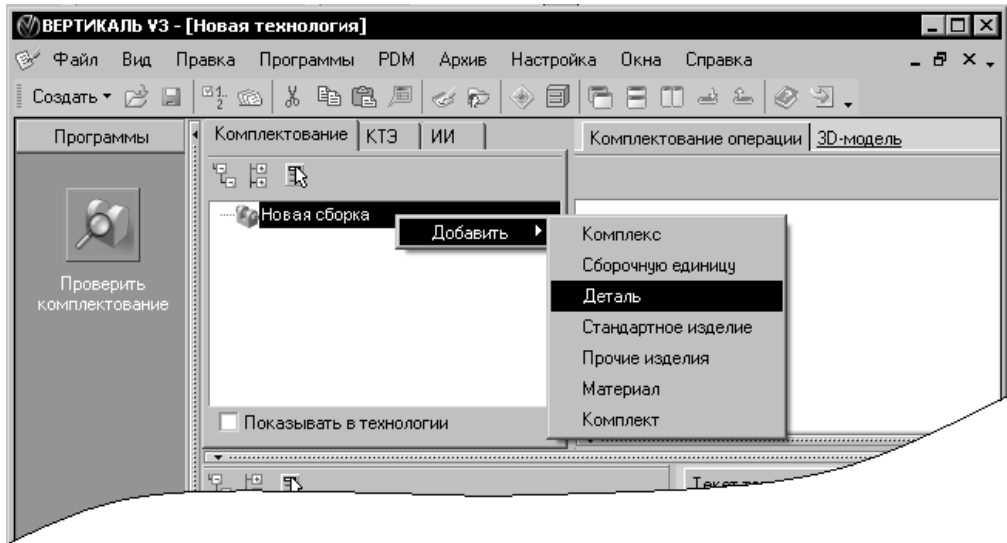 ВЕРТИКАЛЬ V3 - [Новая технология]
Файл Вид Правка Программы PDM Архив Настройка Окна Справка
Создать
Программы Комплектование КТЭ ИИ Комплектование операции 3D-модель
Новая сборка
Добавить Комплекс
Сборочную единицу
Проверить комплектование
Деталь
Стандартное изделие
Прочие изделия
Материал
Показывать в технологии Комплект